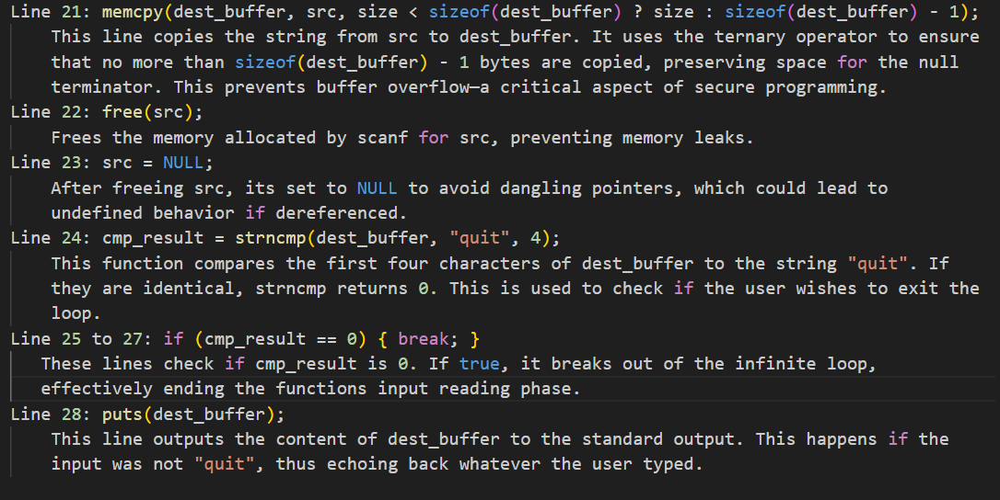 Line 21: memcpy(dest_buffer, src, size < sizeof(dest_buffer) ? size : sizeof(dest_buffer) - 1);
This line copies the string from src to dest_buffer. It uses the ternary operator to ensure
that no more than sizeof(dest_buffer) - 1 bytes are copied, preserving space for the null
terminator. This prevents buffer overflow—a critical aspect of secure programming.
Line 22: free(src);
Frees the memory allocated by scanf for src, preventing memory leaks.
Line 23: src = NULL;
After freeing src, its set to NULL to avoid dangling pointers, which could lead to
undefined behavior if dereferenced.
Line 24: cmp_result = strncmp(dest_buffer, "quit", 4);
This function compares the first four characters of dest_buffer to the string "quit". If
they are identical, strncmp returns 0. This is used to check if the user wishes to exit the
loop.
Line 25 to 27: if (cmp_result == 0) { break; }
These lines check if cmp_result is 0. If true, it breaks out of the infinite loop,
effectively ending the functions input reading phase.
Line 28: puts(dest_buffer);
This line outputs the content of dest_buffer to the standard output. This happens if the
input was not "quit", thus echoing back whatever the user typed.